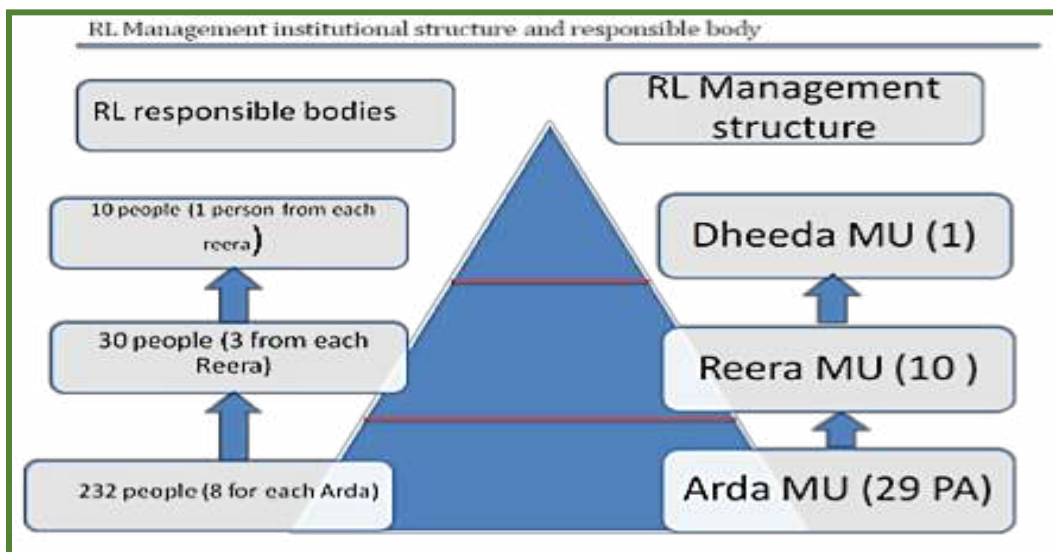 RL Management institutional structure and responsible body
RL responsible bodies
RL Management
structure
10 people (1 person from each
reera)
Dheeda MU (1)
30 people (3 from each
Reera)
Reera MU (10 )
232 people (8 for each Arda)
Arda MU (29 PA)